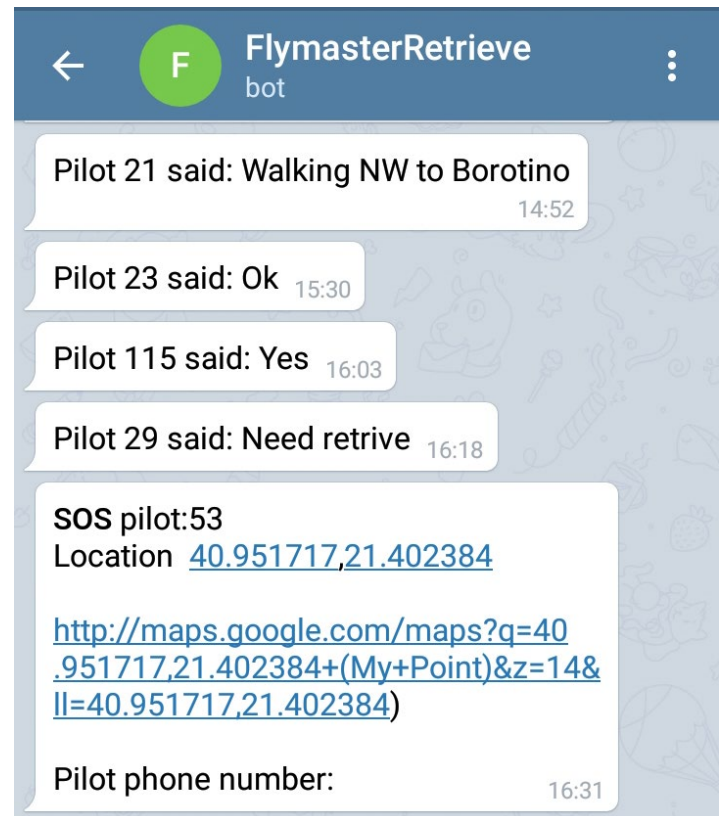 F
FlymasterRetrieve
bot
Pilot 21 said: Walking NW to Borotino
14:52
Pilot 23 said: Ok 15:30
Pilot 115 said: Yes 16:03
Pilot 29 said: Need retrive 16:18
SOS pilot:53
Location 40.951717,21.402384
http://maps.google.com/maps?q=40
.951717,21.402384+(My+Point)&z=14&
ll=40.951717,21.402384)
Pilot phone number:
16:31